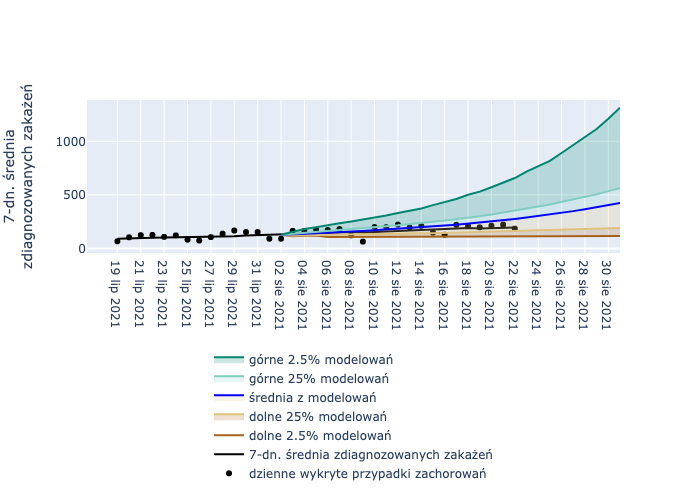 7-dn. średnia
zdiagnozowanych zakażeń
1000
500
0
19 lip 2021
21 lip 2021
23 lip 2021
25 lip 2021
27 lip 2021
29 lip 2021
31 lip 2021
02 sie 2021
04 sie 2021
06 sie 2021
08 sie 2021
10 sie 2021
12 sie 2021
14 sie 2021
16 sie 2021
18 sie 2021
20 sie 2021
22 sie 2021
24 sie 2021
26 sie 2021
28 sie 2021
30 sie 2021
górne 2.5% modelowań
górne 25% modelowań
średnia z modelowań
dolne 25% modelowań
dolne 2.5% modelowań
7-dn. średnia zdiagnozowanych zakażeń
dzienne wykryte przypadki zachorowań